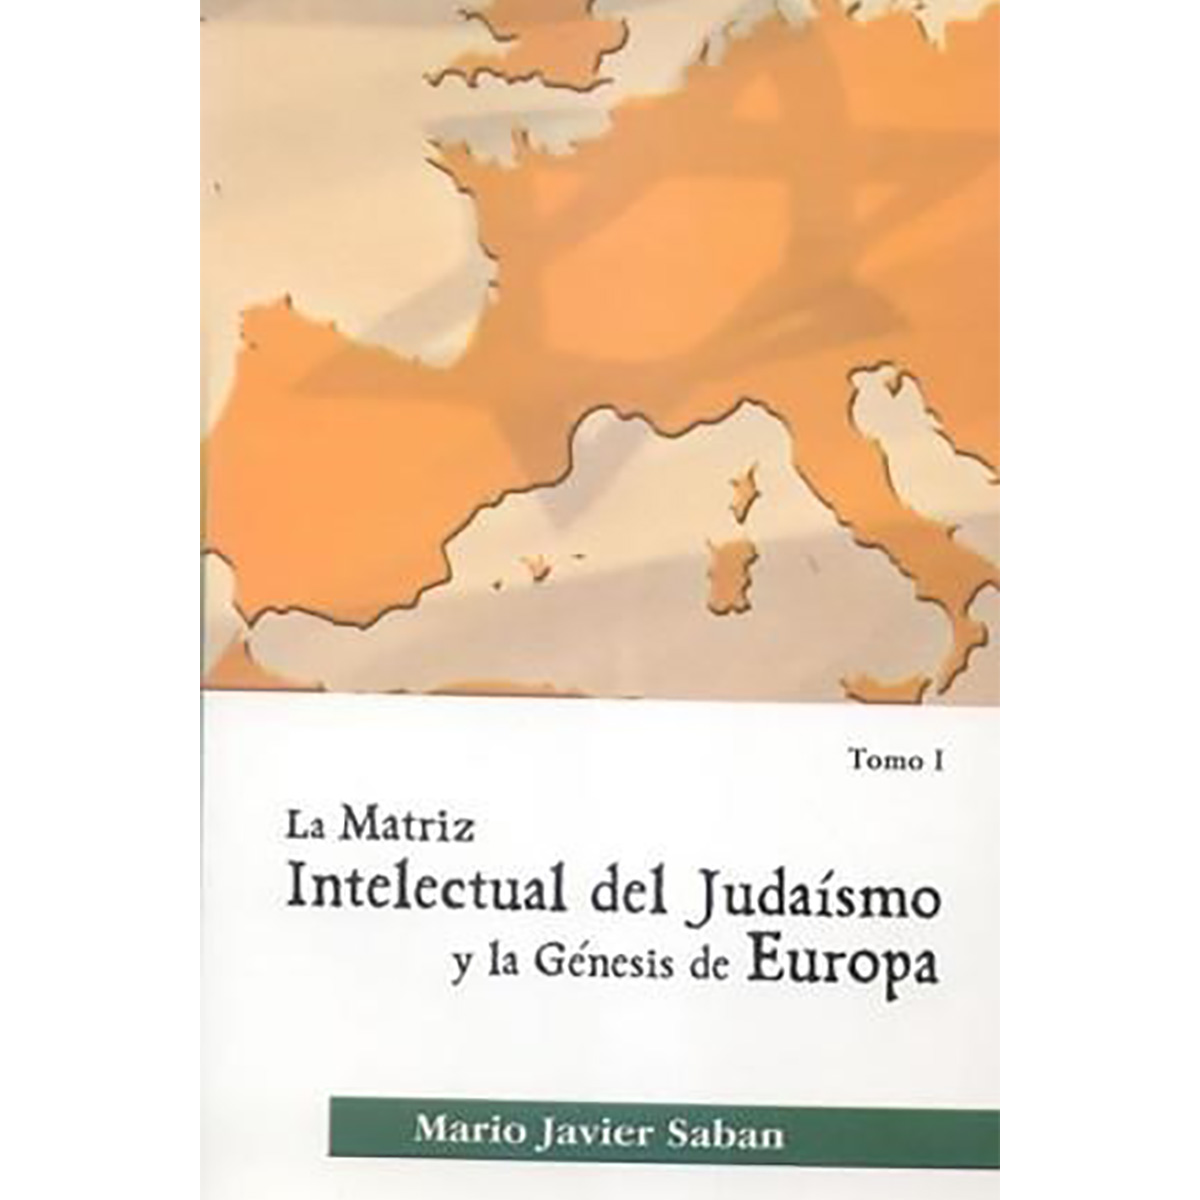 Tomo I
La Matriz
Intelectual del Judaísmo
y la Génesis de Europa
Mario Javier Saban